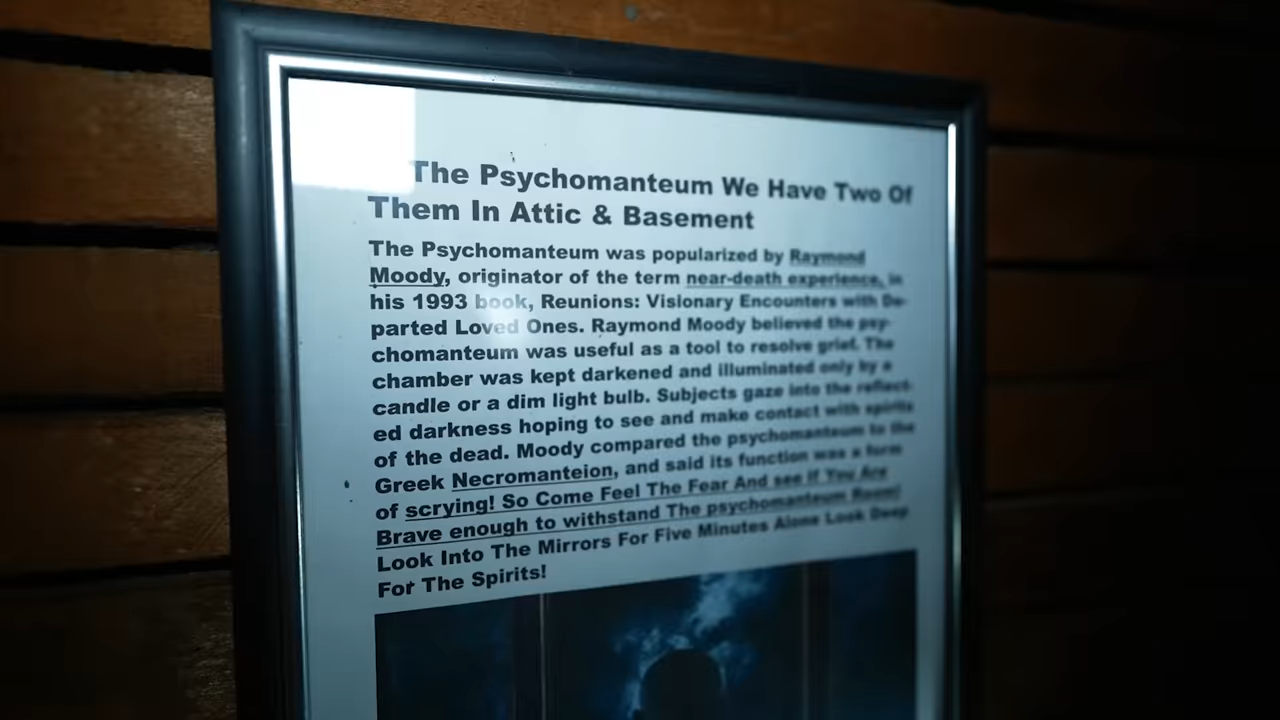 The Psychomanteum We Have Two Of
Them In Attic & Basement
The Psychomanteum was popularized by Raymond
Moody, originator of the term near-death experience, in
his 1993 book, Reunions: Visionary Encounters with De-
parted Loved Ones. Raymond Moody believed the psy-
chomanteum was useful as a tool to resolve grief. The
chamber was kept darkened and illuminated only by a
candle or a dim light bulb. Subjects gaze into the reflect-
ed darkness hoping to see and make contact with spirits
of the dead. Moody compared the psychomanteum to the
Greek Necromanteion, and said its function was a form
of scrying! So Come Feel The Fear And see If You Are
Brave enough to withstand The psychomanteum Room!
Look Into The Mirrors For Five Minutes Alone Look Deep
For The Spirits!